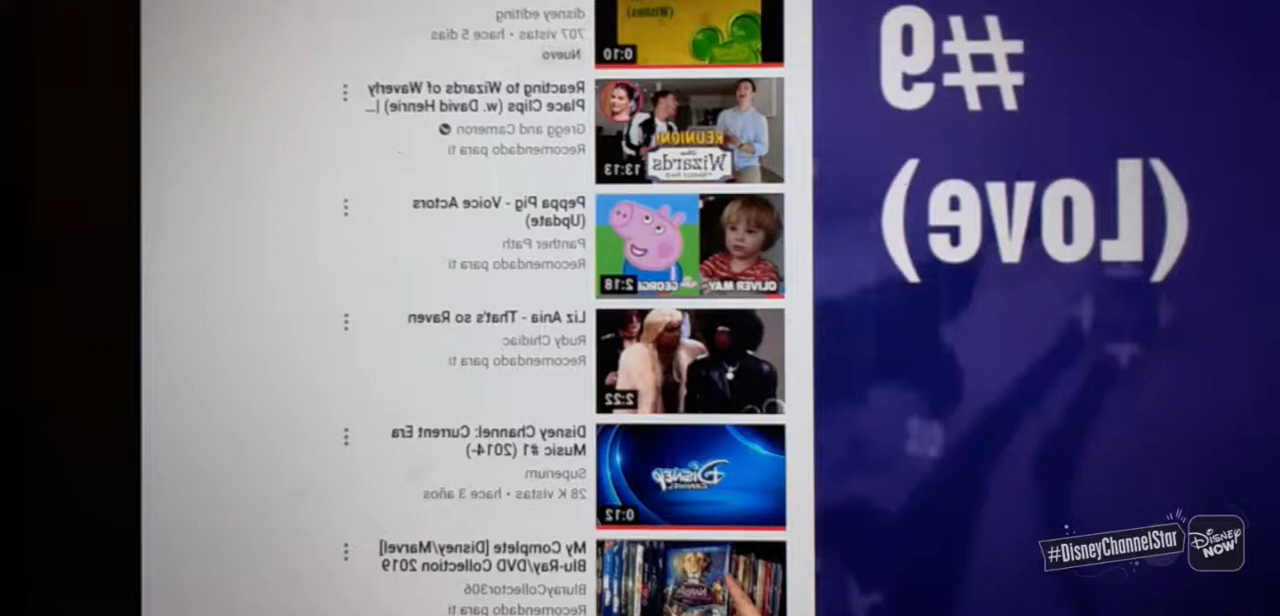 disney editing
707 vistas • hace 5 días
Nuevo
(Wishes)
0:10
Reacting to Wizards of Waverly
Place Clips (w. David Henrie) |...
Gregg and Cameron
Recomendado para ti
REUNION!
Wizards
13:13
Peppa Pig - Voice Actors
(Update)
Panther Path
Recomendado para ti
GEORGE
OLIVER MAY
2:18
Liz Ania - That's so Raven
Rudy Chidiac
Recomendado para ti
2:22
Disney Channel: Current Era
Music #1 (2014-)
Superium
28 K vistas • hace 3 años
Disney
CHANNEL
0:12
My Complete [Disney/Marvel]
Blu-Ray/DVD Collection 2019
BlurayCollector306
Recomendado para ti
#9
(Love)
#DisneyChannelStar
Disney
NOW